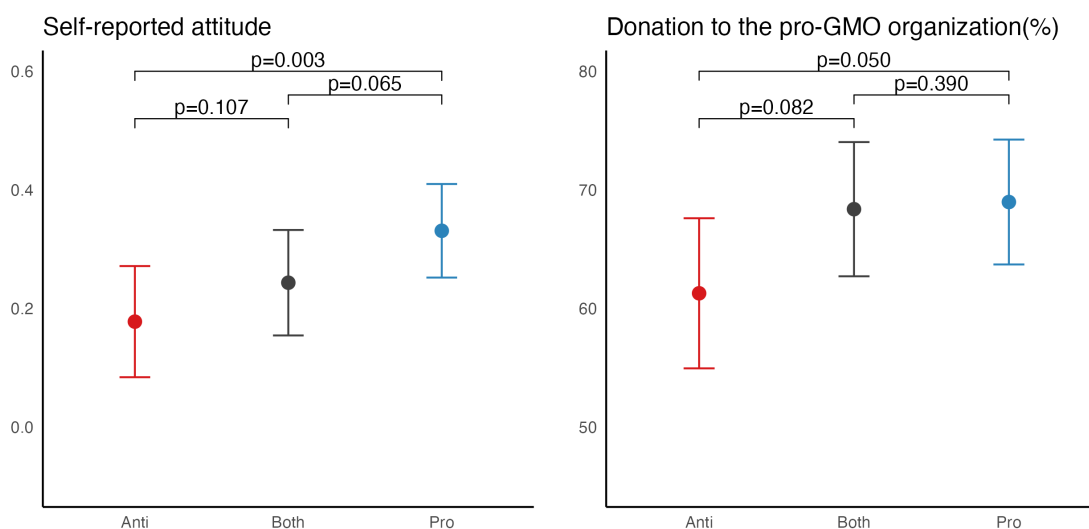 Self-reported attitude
0.6
0.4
0.2
0.0
p=0.003
p=0.065
p=0.107
Anti Both Pro
Donation to the pro-GMO organization(%)
80
70
60
50
p=0.050
p=0.390
p=0.082
Anti Both Pro